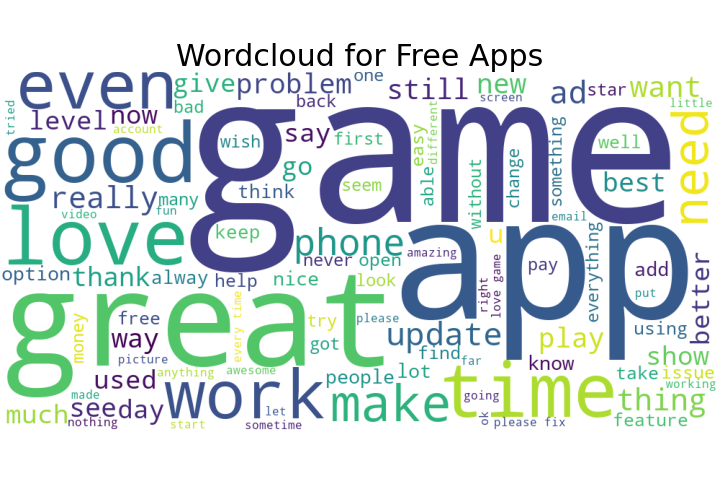 Wordcloud for Free Apps
even give problem one still new ad star want
tried bad back screen little
level now account say first easy different
good game wish go seem able without change something well need
really many think best
love video fun keep phone never open amazing u email
option thank alway help nice look app pay everything add put better
great free every time try please update right love game using
money way picture got find play know show
used anything awesome people lot far take issue working
much see day made work let make time going thing
nothing start sometime ok please fix feature